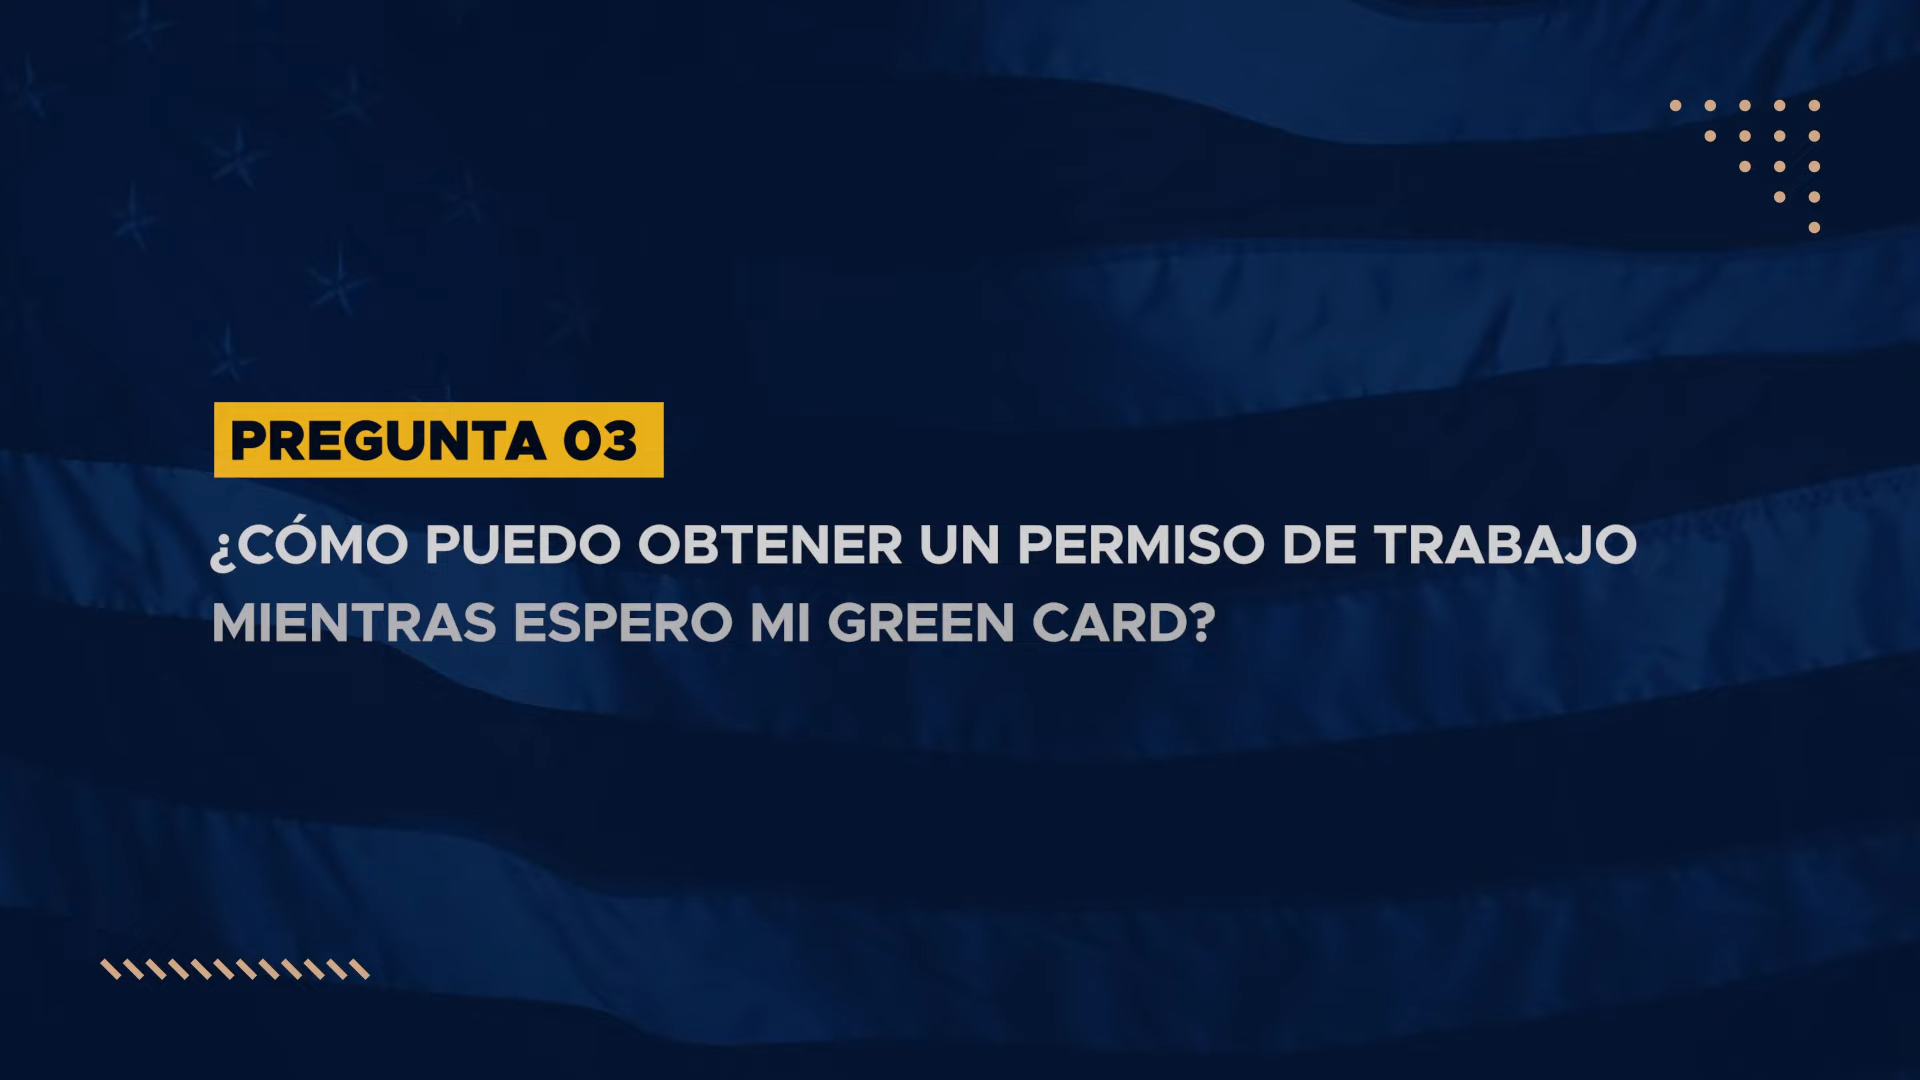 PREGUNTA 03
¿CÓMO PUEDO OBTENER UN PERMISO DE TRABAJO
MIENTRAS ESPERO MI GREEN CARD?